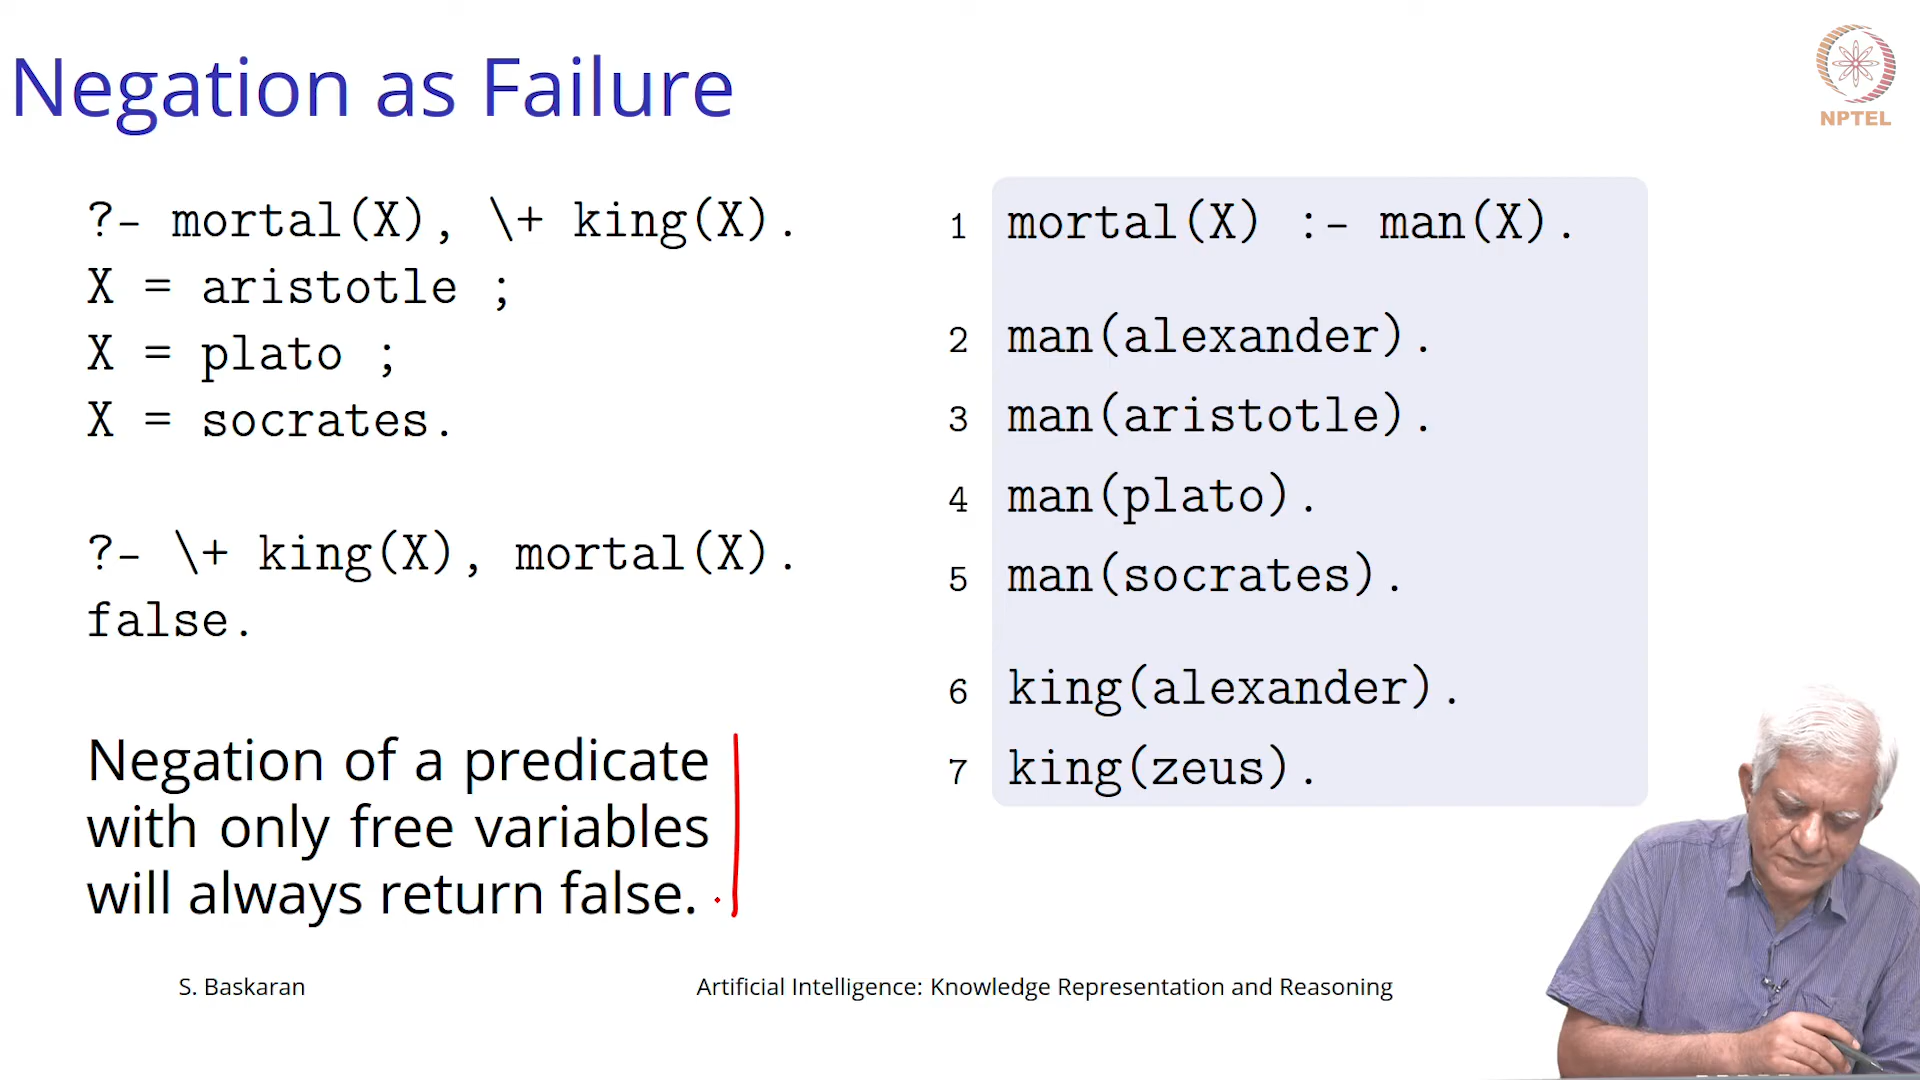 Negation as Failure
NPTEL
?- mortal(X), \+ king(X).
X = aristotle ;
X = plato ;
X = socrates.
?- \+ king(X), mortal(X).
false.
Negation of a predicate
with only free variables
will always return false.
1 mortal(X) :- man(X).
2 man(alexander).
3 man(aristotle).
4 man(plato).
5 man(socrates).
6 king(alexander).
7 king(zeus).
S. Baskaran
Artificial Intelligence: Knowledge Representation and Reasoning